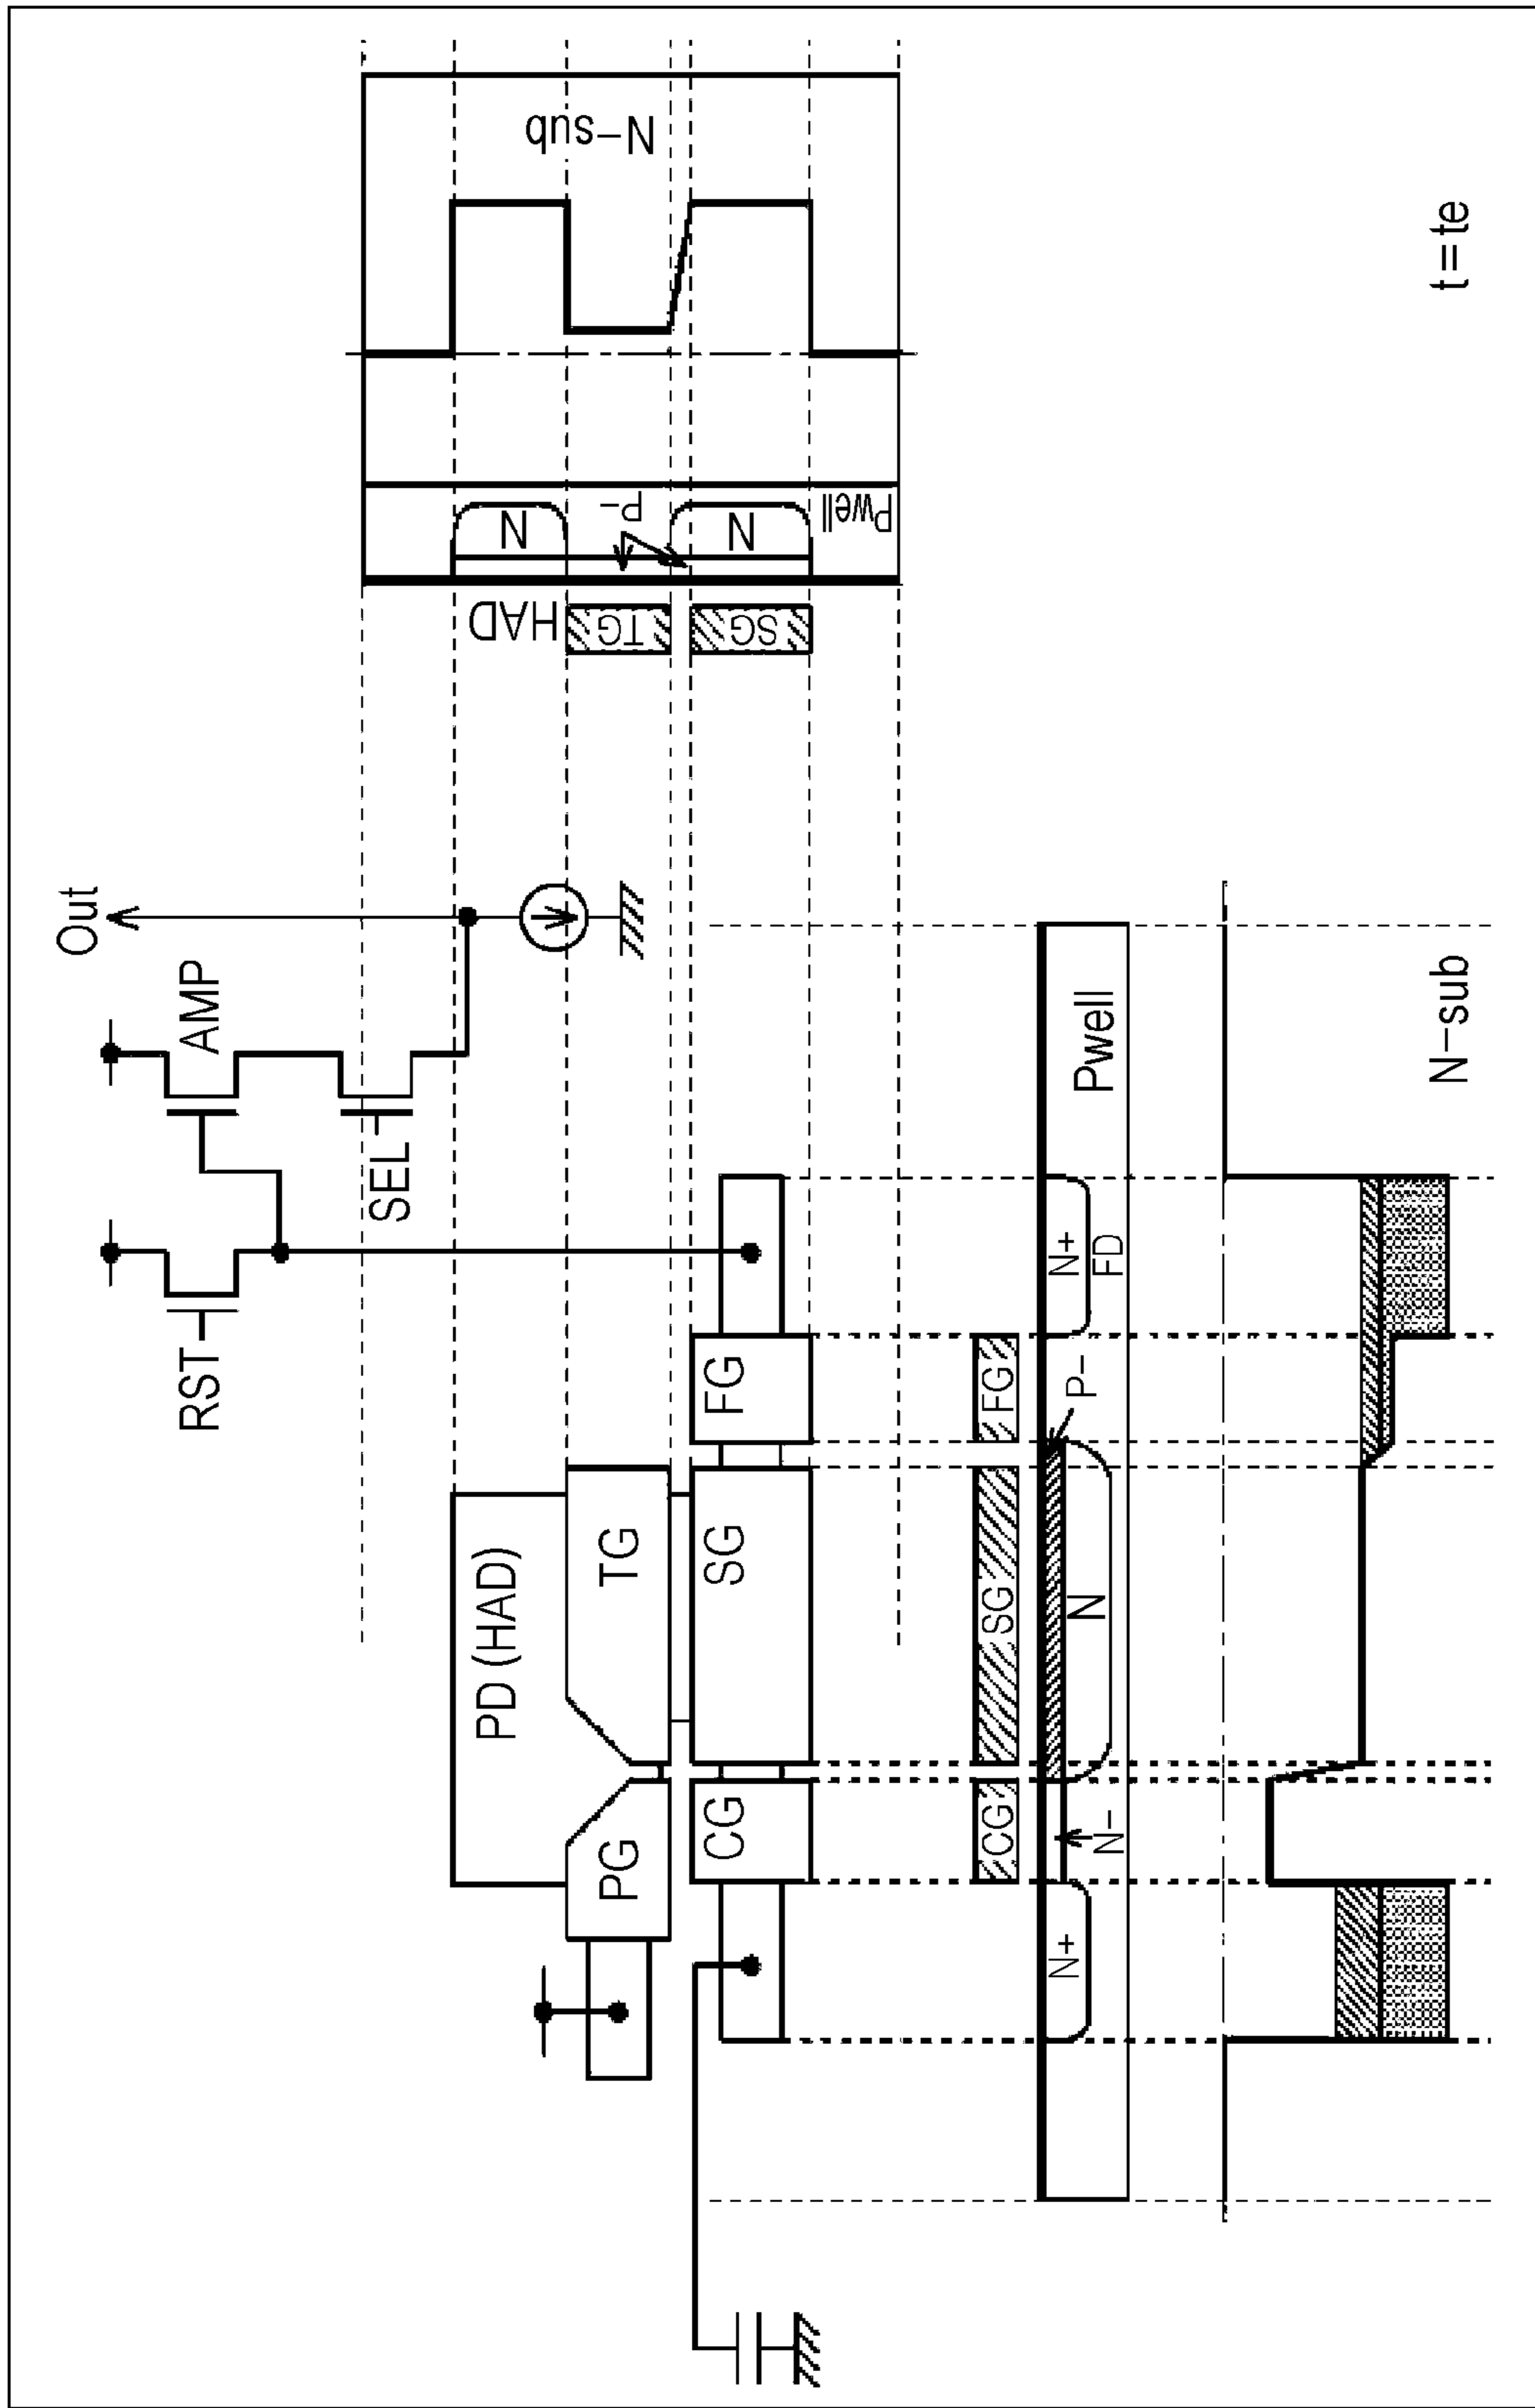 Out
AMP
RST
SEL
PD (HAD)
PG
TG
CG
SG
FG
HAD
TG
SG
N
P-
N
Pwell
N-sub
CG
SG
FG
N+
N-
N
P-
N+
FD
Pwell
N-sub
t=te